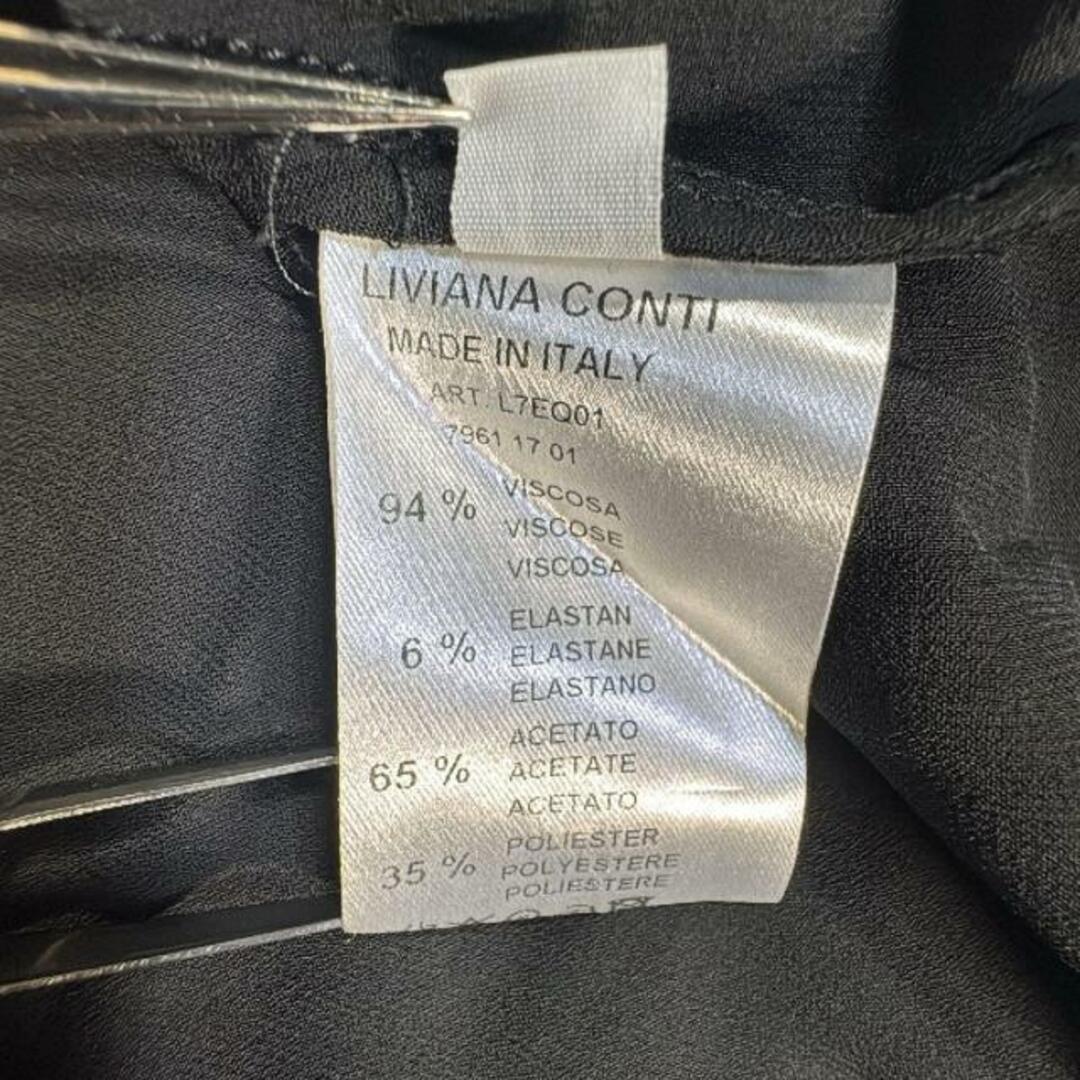 LIVIANA CONTI
MADE IN ITALY
ART. L7EQ01
7961 17 01
94 % VISCOSA
VISCOSE
VISCOSA
ELASTAN
6 % ELASTANE
ELASTANO
ACETATO
65 % ACETATE
ACETATO
POLIESTER
35 % POLYESTERE
POLIESTERE